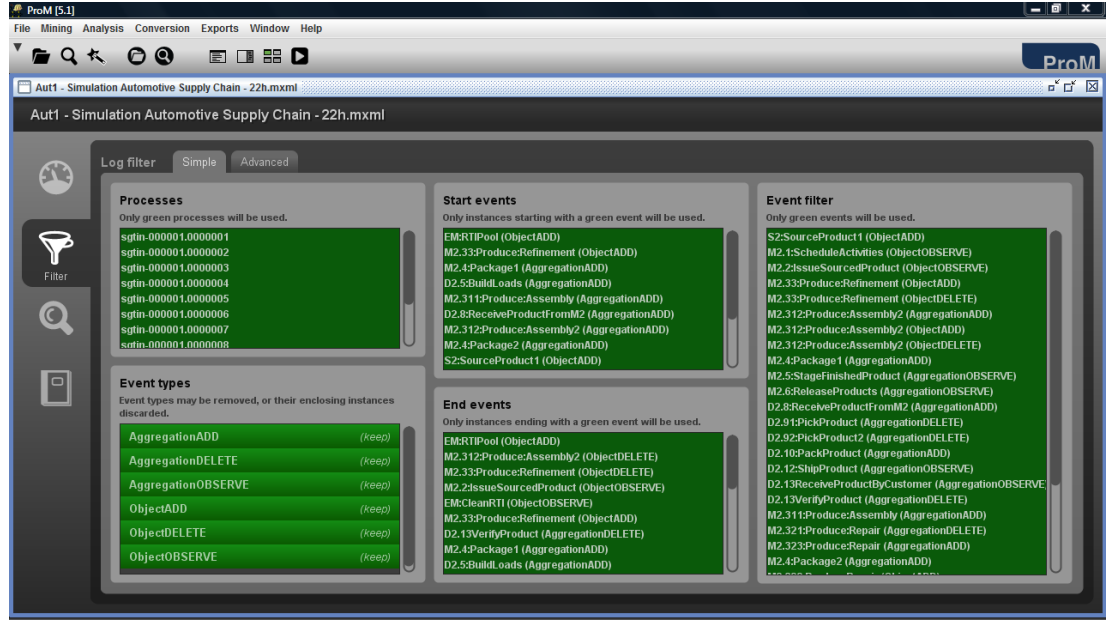 ProM [5.1]
File Mining Analysis Conversion Exports Window Help
ProM
Aut1 - Simulation Automotive Supply Chain - 22h.mxml
Aut1 - Simulation Automotive Supply Chain - 22h.mxml
Log filter Simple Advanced
Filter
Processes
Only green processes will be used.
sgtin-000001.0000001
sgtin-000001.0000002
sgtin-000001.0000003
sgtin-000001.0000004
sgtin-000001.0000005
sgtin-000001.0000006
sgtin-000001.0000007
sgtin-000001.0000008
Event types
Event types may be removed, or their enclosing instances
discarded.
AggregationADD (keep)
AggregationDELETE (keep)
AggregationOBSERVE (keep)
ObjectADD (keep)
ObjectDELETE (keep)
ObjectOBSERVE (keep)
Start events
Only instances starting with a green event will be used.
EM:RTIPool (ObjectADD)
M2.33:Produce:Refinement (ObjectADD)
M2.4:Package1 (AggregationADD)
D2.5:BuildLoads (AggregationADD)
M2.311:Produce:Assembly (AggregationADD)
D2.8:ReceiveProductFromM2 (AggregationADD)
M2.312:Produce:Assembly2 (AggregationADD)
M2.4:Package2 (AggregationADD)
S2:SourceProduct1 (ObjectADD)
End events
Only instances ending with a green event will be used.
EM:RTIPool (ObjectADD)
M2.312:Produce:Assembly2 (ObjectDELETE)
M2.33:Produce:Refinement (ObjectDELETE)
M2.2:IssueSourcedProduct (ObjectOBSERVE)
EM:CleanRTI (ObjectOBSERVE)
M2.33:Produce:Refinement (ObjectADD)
D2.13VerifyProduct (AggregationDELETE)
M2.4:Package1 (AggregationADD)
D2.5:BuildLoads (AggregationADD)
Event filter
Only green events will be used.
S2:SourceProduct1 (ObjectADD)
M2.1:ScheduleActivities (ObjectOBSERVE)
M2.2:IssueSourcedProduct (ObjectOBSERVE)
M2.33:Produce:Refinement (ObjectADD)
M2.33:Produce:Refinement (ObjectDELETE)
M2.312:Produce:Assembly2 (AggregationADD)
M2.312:Produce:Assembly2 (ObjectADD)
M2.312:Produce:Assembly2 (ObjectDELETE)
M2.4:Package1 (AggregationADD)
M2.5:StageFinishedProduct (AggregationOBSERVE)
M2.6:ReleaseProducts (AggregationOBSERVE)
D2.8:ReceiveProductFromM2 (AggregationADD)
D2.91:PickProduct (AggregationDELETE)
D2.92:PickProduct2 (AggregationDELETE)
D2.10:PackProduct (AggregationADD)
D2.12:ShipProduct (AggregationOBSERVE)
D2.13ReceiveProductByCustomer (AggregationOBSERVE
D2.13VerifyProduct (AggregationDELETE)
M2.311:Produce:Assembly (AggregationADD)
M2.321:Produce:Repair (AggregationDELETE)
M2.323:Produce:Repair (AggregationADD)
M2.4:Package2 (AggregationADD)